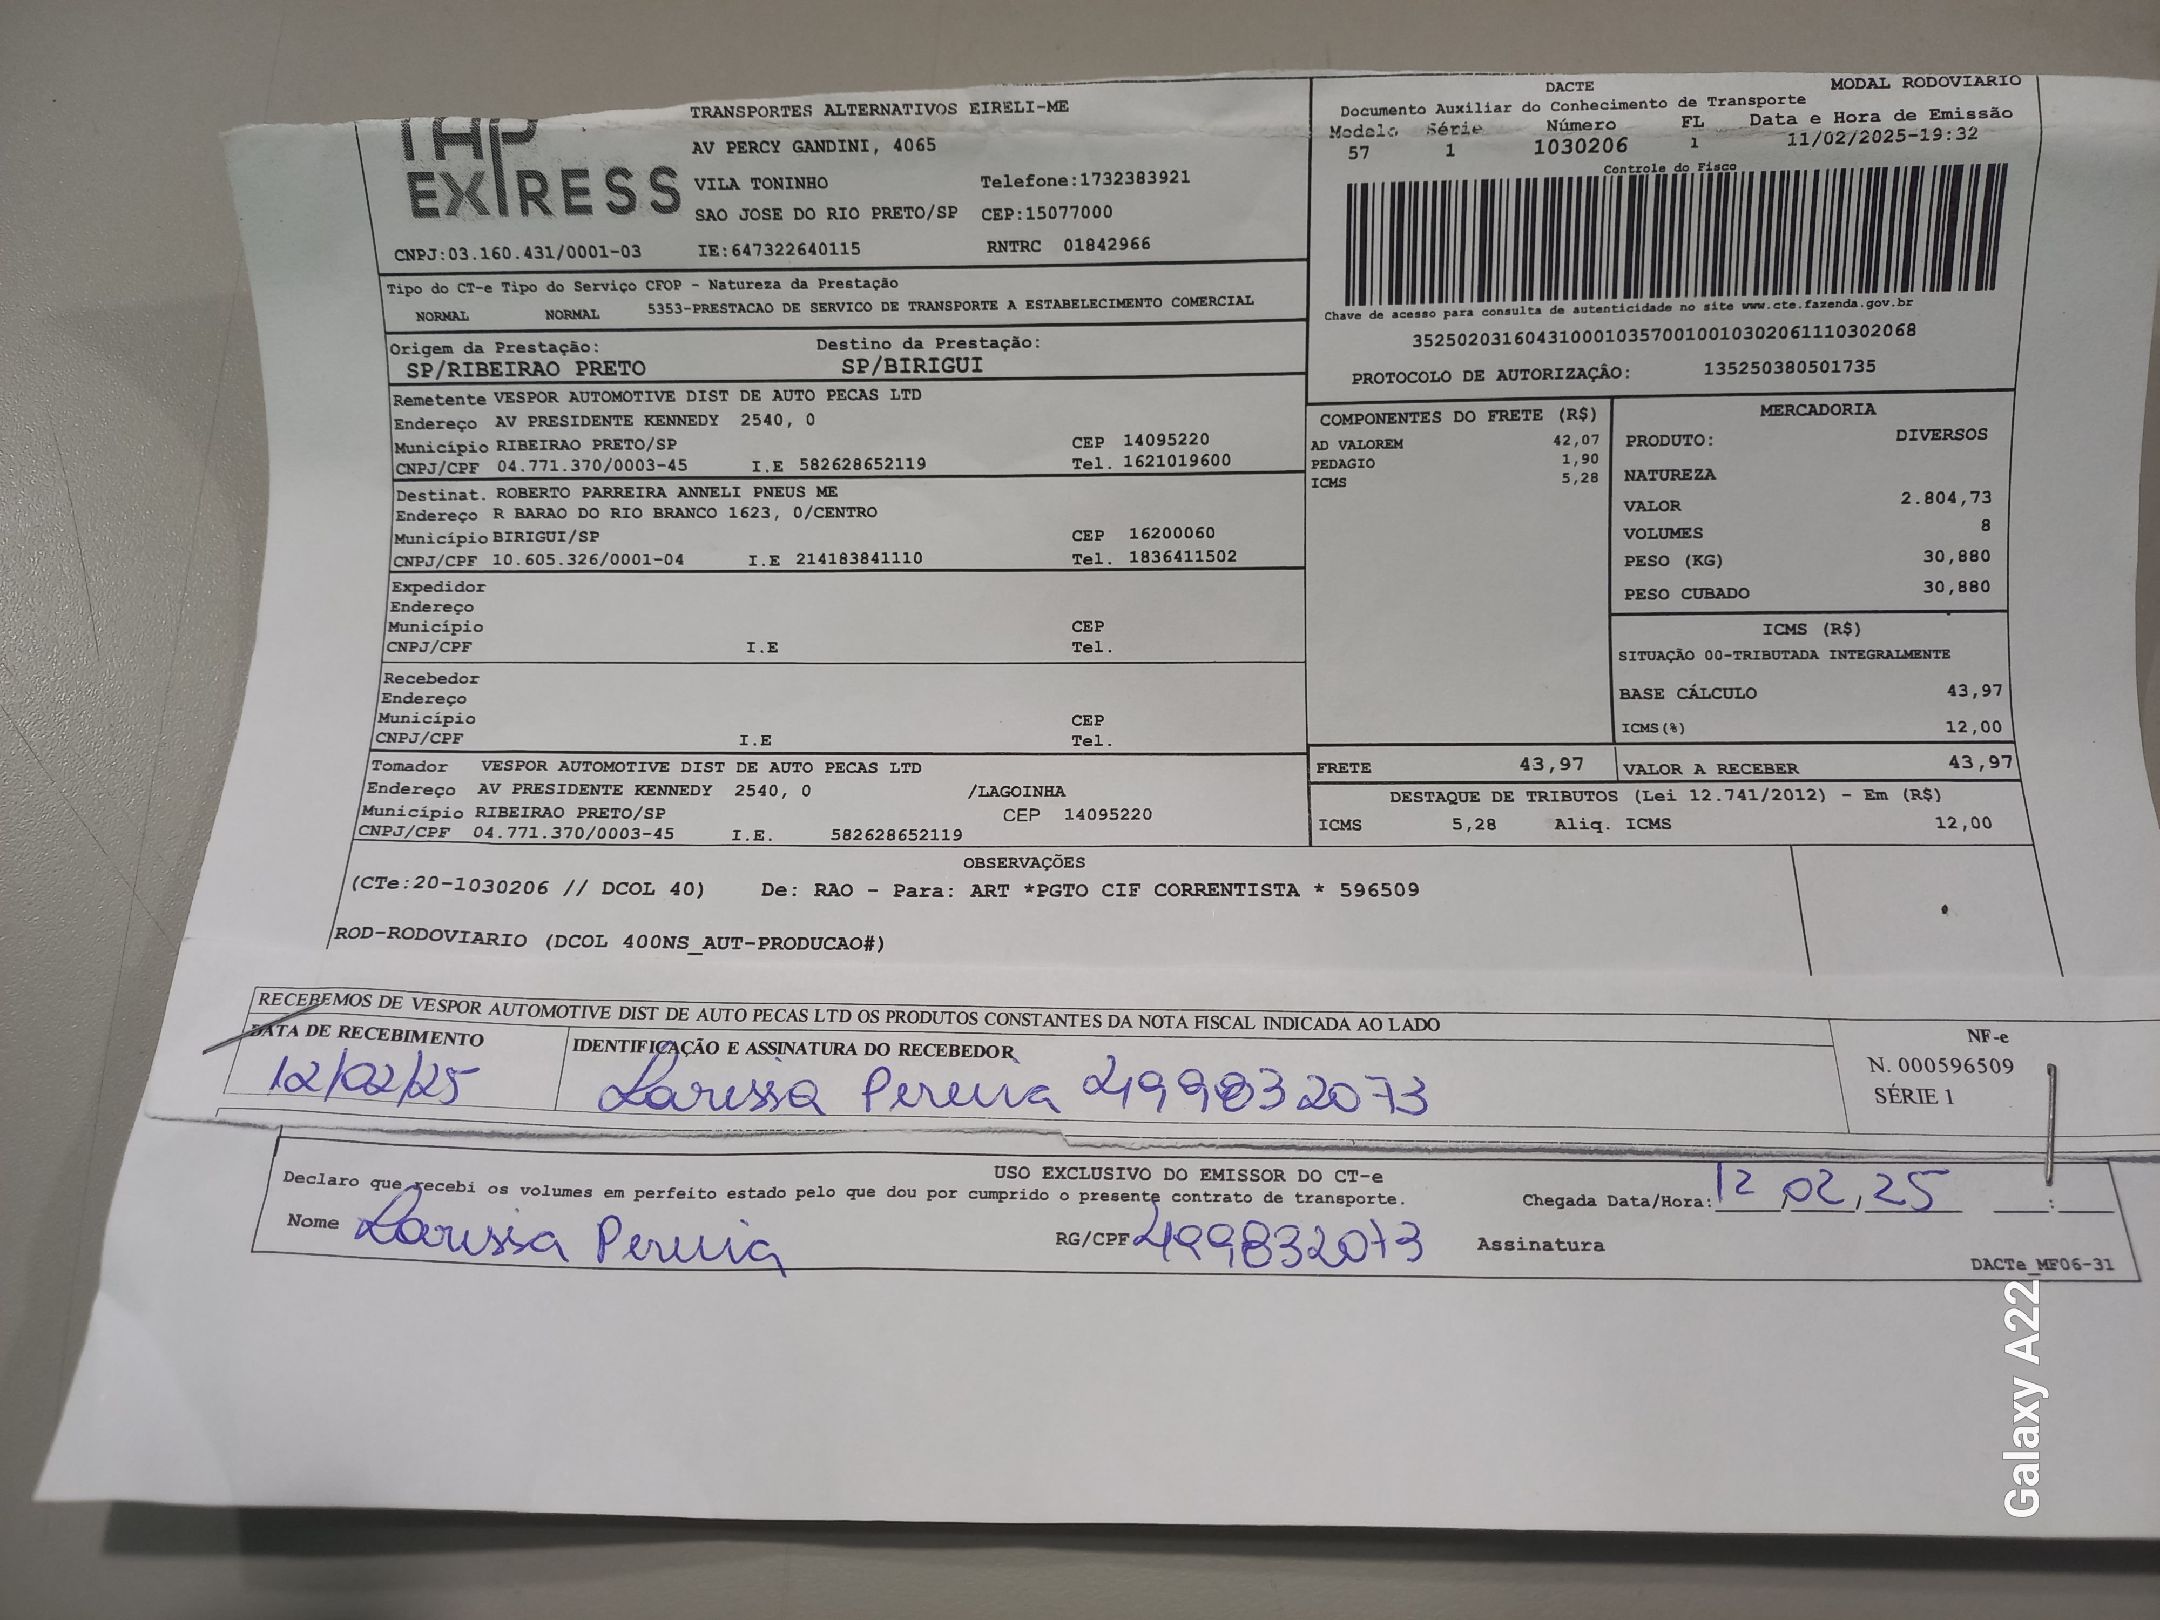 TAP
EXPRESS
TRANSPORTES ALTERNATIVOS EIRELI-ME
AV PERCY GANDINI, 4065
VILA TONINHO Telefone:1732383921
SAO JOSE DO RIO PRETO/SP CEP:15077000
CNPJ:03.160.431/0001-03 IE:647322640115 RNTRC 01842966
DACTE MODAL RODOVIARIO
Documento Auxiliar do Conhecimento de Transporte
Modelo Série Número FL Data e Hora de Emissão
57 1 1030206 1 11/02/2025-19:32
Controle do Fisco
Chave de acesso para consulta de autenticidade no site www.cte.fazenda.gov.br
35250203160431000103570010010302061110302068
PROTOCOLO DE AUTORIZAÇÃO: 135250380501735
Tipo do CT-e Tipo do Serviço CFOP - Natureza da Prestação
NORMAL NORMAL 5353-PRESTACAO DE SERVICO DE TRANSPORTE A ESTABELECIMENTO COMERCIAL
Origem da Prestação: Destino da Prestação:
SP/RIBEIRAO PRETO SP/BIRIGUI
Remetente VESPOR AUTOMOTIVE DIST DE AUTO PECAS LTD
Endereço AV PRESIDENTE KENNEDY 2540, 0
Município RIBEIRAO PRETO/SP CEP 14095220
CNPJ/CPF 04.771.370/0003-45 I.E 582628652119 Tel. 1621019600
Destinat. ROBERTO PARREIRA ANNELI PNEUS ME
Endereço R BARAO DO RIO BRANCO 1623, 0/CENTRO
Município BIRIGUI/SP CEP 16200060
CNPJ/CPF 10.605.326/0001-04 I.E 214183841110 Tel. 1836411502
Expedidor
Endereço
Município CEP
CNPJ/CPF I.E Tel.
Recebedor
Endereço
Município CEP
CNPJ/CPF I.E Tel.
Tomador VESPOR AUTOMOTIVE DIST DE AUTO PECAS LTD
Endereço AV PRESIDENTE KENNEDY 2540, 0 /LAGOINHA
Município RIBEIRAO PRETO/SP CEP 14095220
CNPJ/CPF 04.771.370/0003-45 I.E. 582628652119
COMPONENTES DO FRETE (R$)
AD VALOREM 42,07
PEDAGIO 1,90
ICMS 5,28
MERCADORIA
PRODUTO: DIVERSOS
NATUREZA
VALOR 2.804,73
VOLUMES 8
PESO (KG) 30,880
PESO CUBADO 30,880
ICMS (R$)
SITUAÇÃO 00-TRIBUTADA INTEGRALMENTE
BASE CÁLCULO 43,97
ICMS(%) 12,00
FRETE 43,97 VALOR A RECEBER 43,97
DESTAQUE DE TRIBUTOS (Lei 12.741/2012) - Em (R$)
ICMS 5,28 Aliq. ICMS 12,00
OBSERVAÇÕES
(CTe:20-1030206 // DCOL 40) De: RAO - Para: ART *PGTO CIF CORRENTISTA * 596509
ROD-RODOVIARIO (DCOL 400NS_AUT-PRODUCAO#)
RECEBEMOS DE VESPOR AUTOMOTIVE DIST DE AUTO PECAS LTD OS PRODUTOS CONSTANTES DA NOTA FISCAL INDICADA AO LADO
DATA DE RECEBIMENTO IDENTIFICAÇÃO E ASSINATURA DO RECEBEDOR
12/02/25 Larissa Pereira 499832073
NF-e
N. 000596509
SÉRIE 1
USO EXCLUSIVO DO EMISSOR DO CT-e
Declaro que recebi os volumes em perfeito estado pelo que dou por cumprido o presente contrato de transporte.
Chegada Data/Hora: 12,02,25 :
Nome Larissa Pereira RG/CPF 499832073 Assinatura
DACTe_MF06-31
Galaxy A22